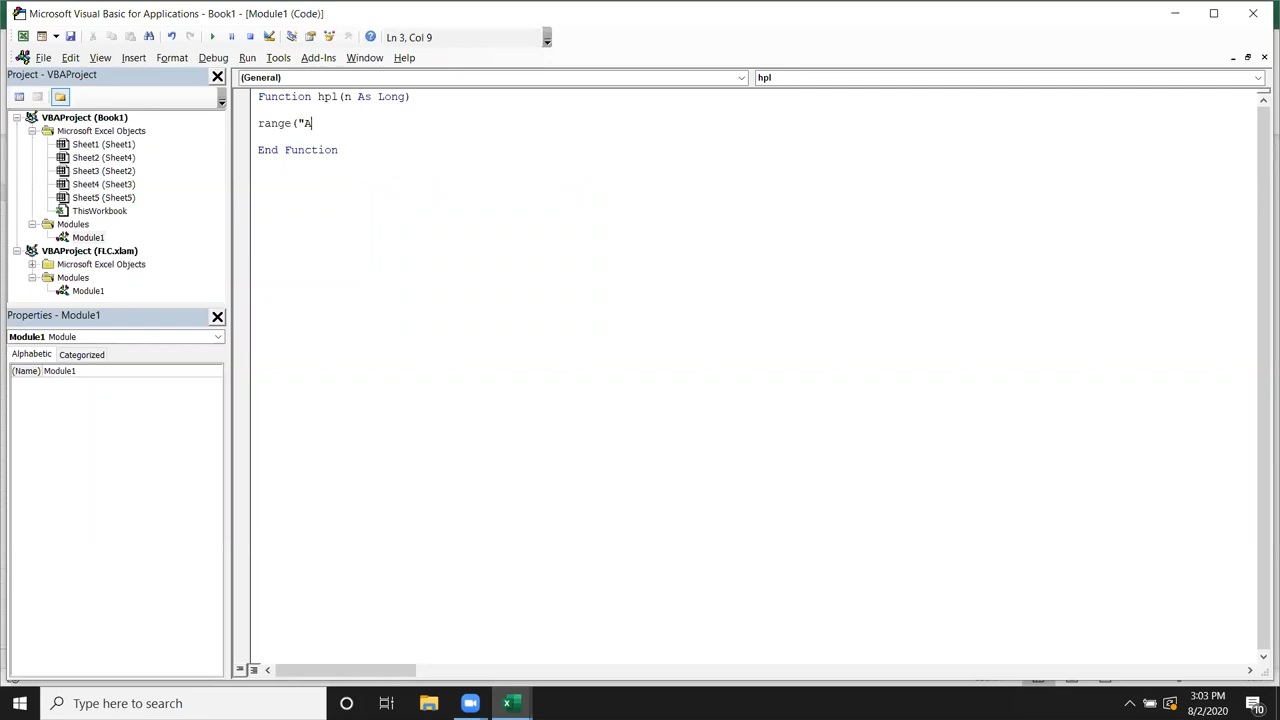 Microsoft Visual Basic for Applications - Book1 - [Module1 (Code)]
Ln 3, Col 9
File Edit View Insert Format Debug Run Tools Add-Ins Window Help
Project - VBAProject
(General)
hpl
VBAProject (Book1)
Microsoft Excel Objects
Sheet1 (Sheet1)
Sheet2 (Sheet4)
Sheet3 (Sheet2)
Sheet4 (Sheet3)
Sheet5 (Sheet5)
ThisWorkbook
Modules
Module1
VBAProject (FLC.xlam)
Microsoft Excel Objects
Modules
Module1
Properties - Module1
Module1 Module
Alphabetic Categorized
(Name) Module1
Function hpl(n As Long)
range("A
End Function
Type here to search
3:03 PM
8/2/2020
10